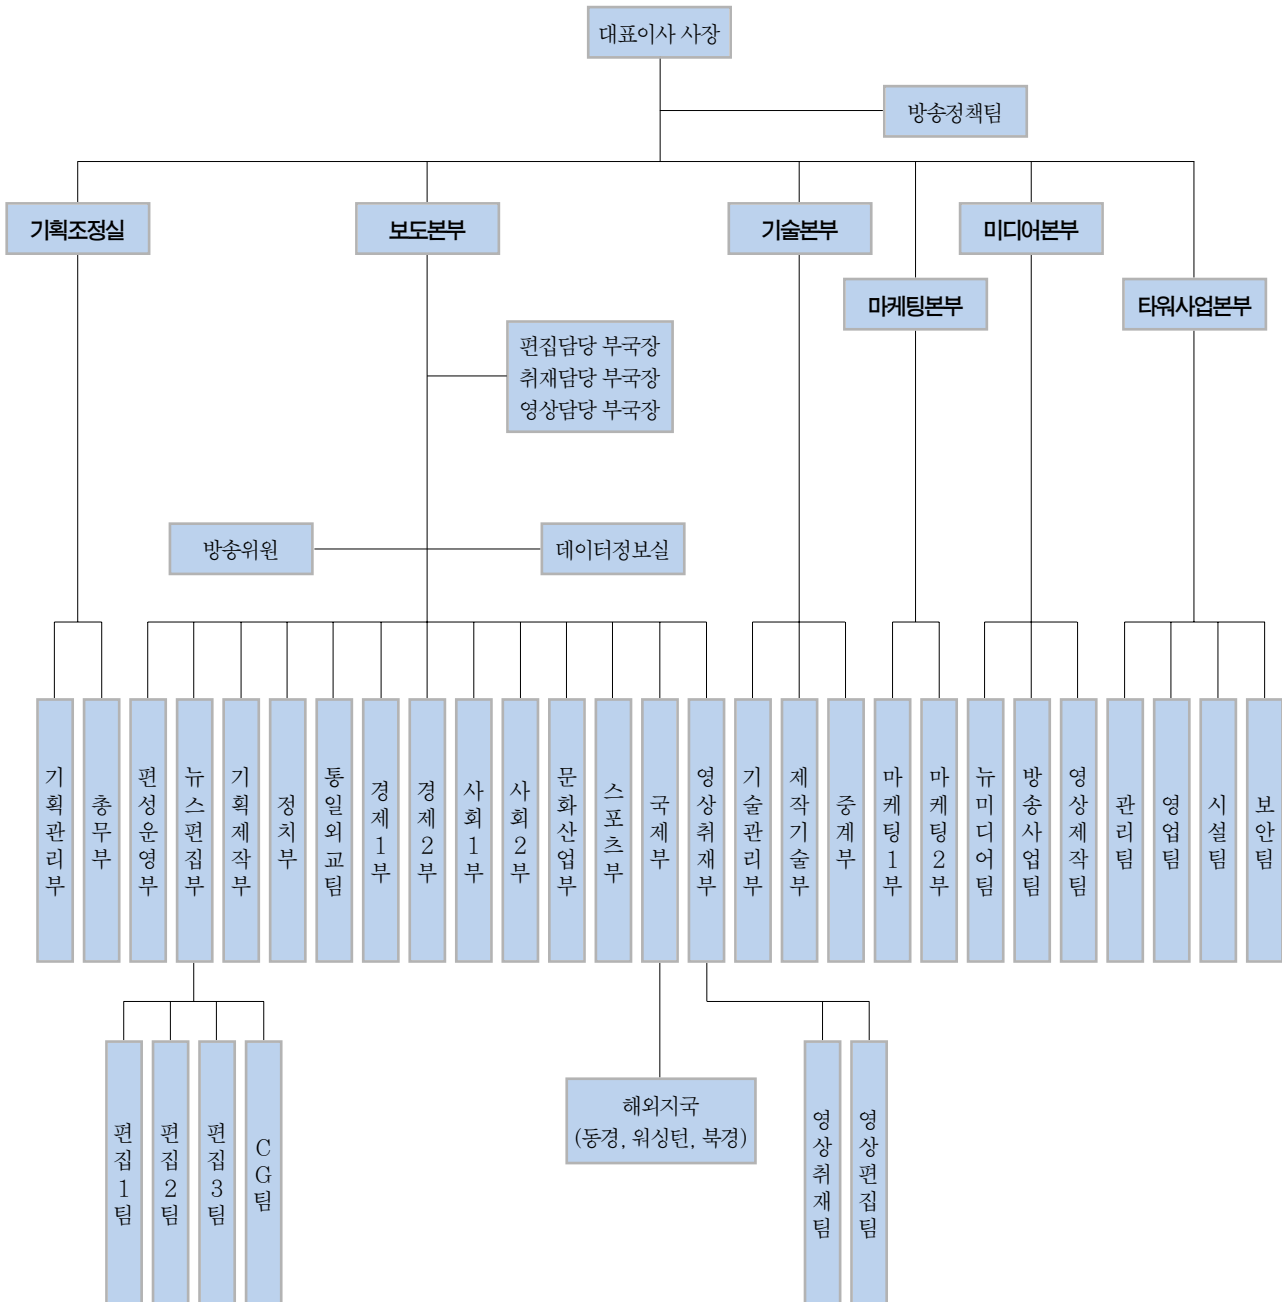 대표이사 사장
방송정책팀
기획조정실
보도본부
기술본부
미디어본부
마케팅본부
타워사업본부
편집담당 부국장
취재담당 부국장
영상담당 부국장
방송위원
데이터정보실
기획관리부
총무부
편성운영부
뉴스편집부
기획제작부
정치부
통일외교팀
경제1부
경제2부
사회1부
사회2부
문화산업부
스포츠부
국제부
영상취재부
기술관리부
제작기술부
중계부
마케팅1부
마케팅2부
뉴미디어팀
방송사업팀
영상제작팀
관리팀
영업팀
시설팀
보안팀
편집1팀
편집2팀
편집3팀
CG팀
해외지국
(동경, 워싱턴, 북경)
영상취재팀
영상편집팀